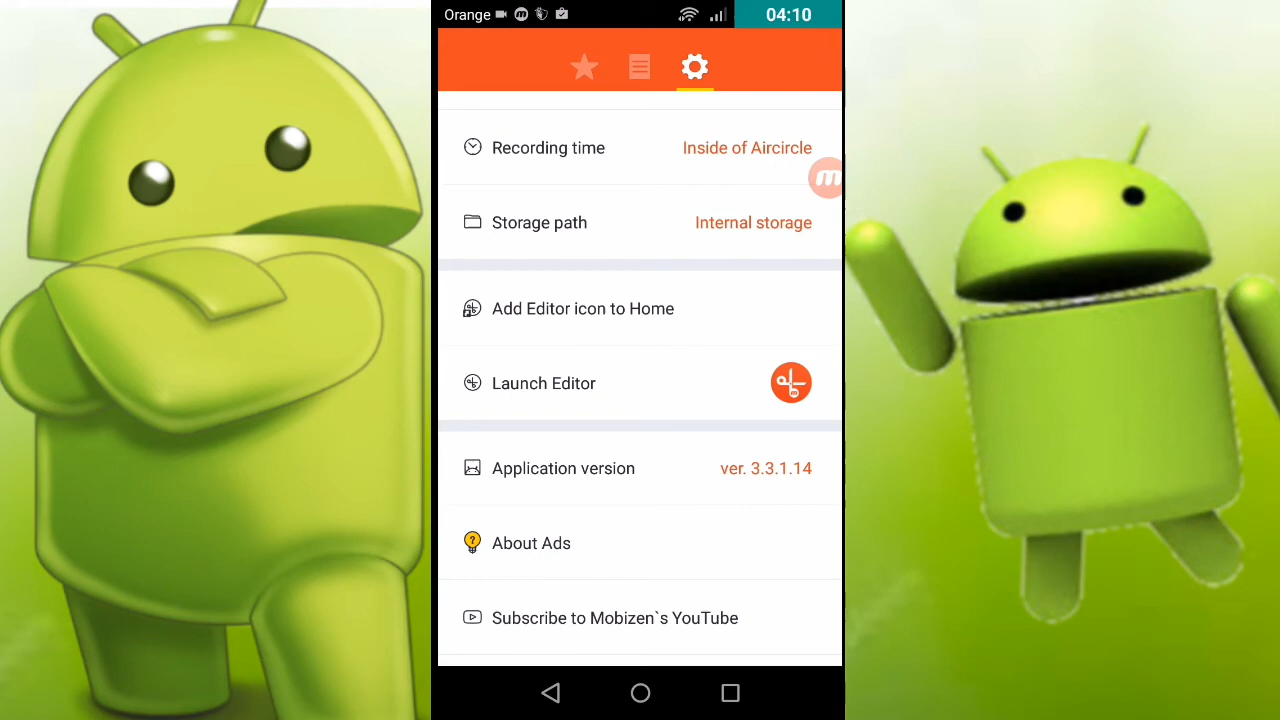 Orange 04:10
Recording time Inside of Aircircle
m
Storage path Internal storage
Add Editor icon to Home
Launch Editor
Application version ver. 3.3.1.14
About Ads
Subscribe to Mobizen`s YouTube